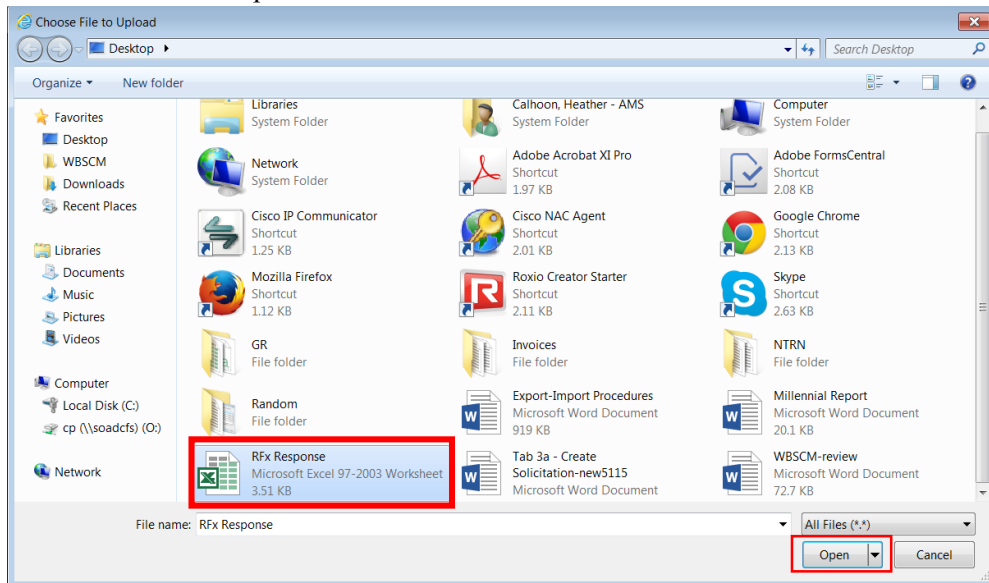 Choose File to Upload
Desktop
Search Desktop
Organize
New folder
Favorites
Desktop
WBSCM
Downloads
Recent Places
Libraries
Documents
Music
Pictures
Videos
Computer
Local Disk (C:)
cp (\\soadcfs) (O:)
Network
Libraries
System Folder
Calhoon, Heather - AMS
System Folder
Computer
System Folder
Network
System Folder
Adobe Acrobat XI Pro
Shortcut
1.97 KB
Adobe FormsCentral
Shortcut
2.08 KB
Cisco IP Communicator
Shortcut
1.25 KB
Cisco NAC Agent
Shortcut
2.01 KB
Google Chrome
Shortcut
2.13 KB
Mozilla Firefox
Shortcut
1.12 KB
Roxio Creator Starter
Shortcut
2.11 KB
Skype
Shortcut
2.63 KB
GR
File folder
Invoices
File folder
NTRN
File folder
Random
File folder
Export-Import Procedures
Microsoft Word Document
919 KB
Millennial Report
Microsoft Word Document
20.1 KB
RFx Response
Microsoft Excel 97-2003 Worksheet
3.51 KB
Tab 3a - Create
Solicitation-new5115
Microsoft Word Document
WBSCM-review
Microsoft Word Document
72.7 KB
File name: RFx Response
All Files (*.*)
Open
Cancel